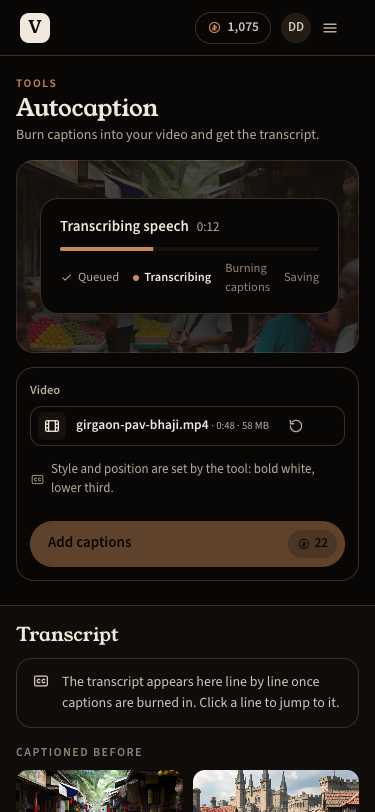 V
1,075
DD
TOOLS
Autocaption
Burn captions into your video and get the transcript.
Transcribing speech 0:12
Queued
Transcribing
Burning
captions
Saving
Video
girgaon-pav-bhaji.mp4 · 0:48 · 58 MB
CC
Style and position are set by the tool: bold white,
lower third.
Add captions
22
Transcript
CC
The transcript appears here line by line once
captions are burned in. Click a line to jump to it.
CAPTIONED BEFORE